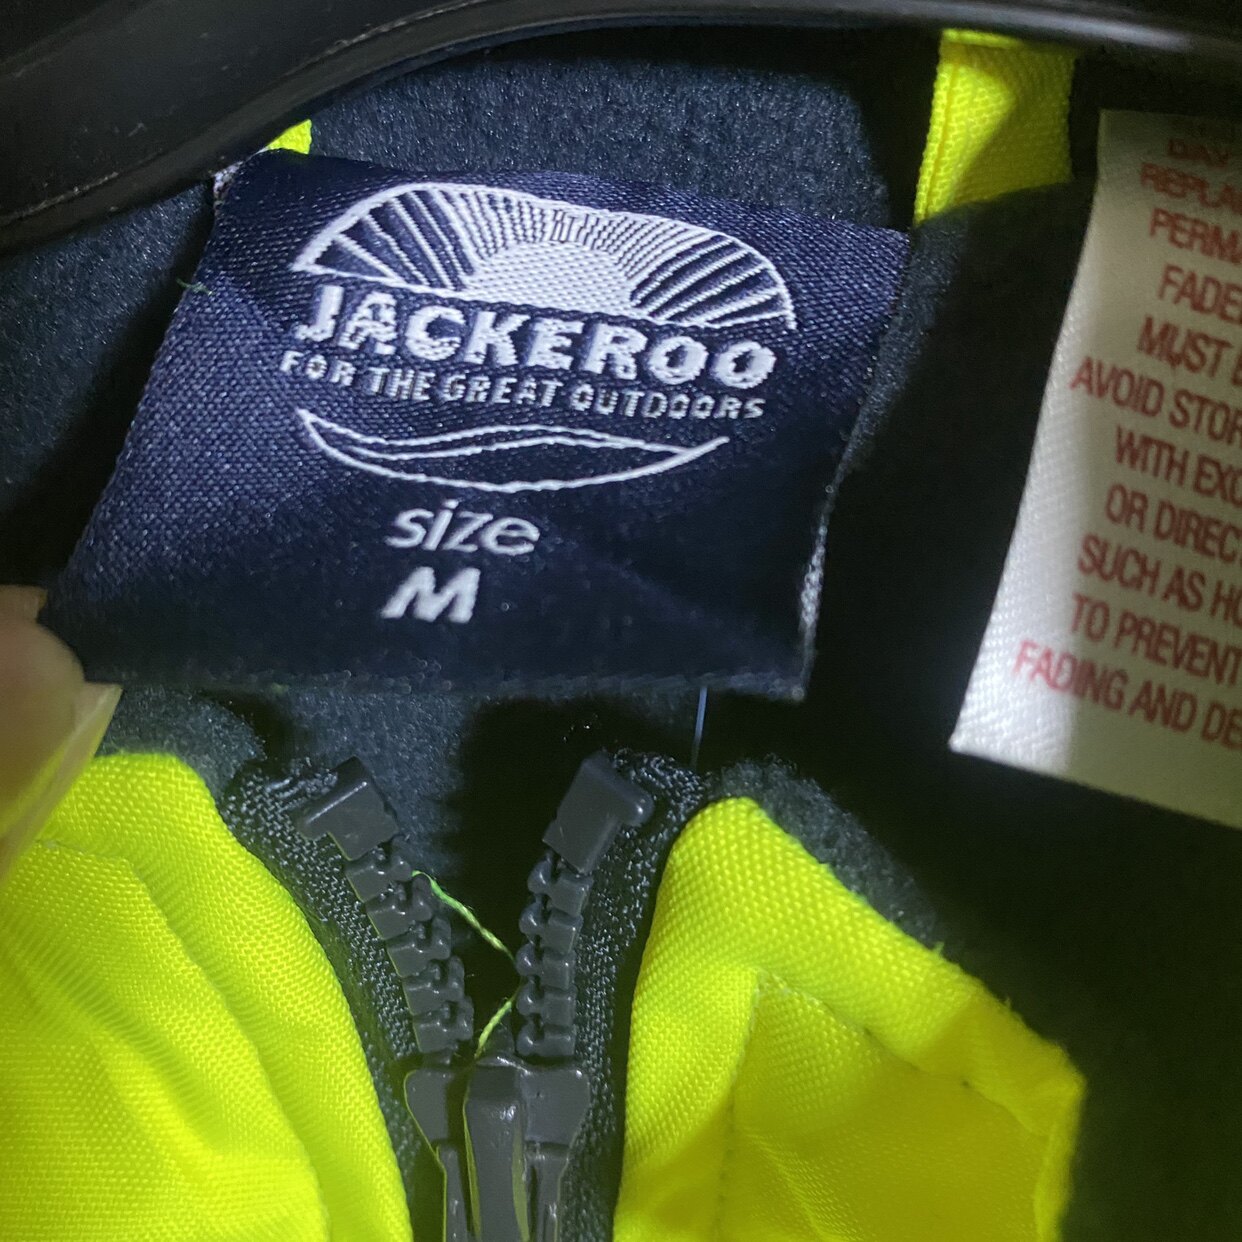 JACKEROO
FOR THE GREAT OUTDOORS
size
M
PERMA
FADE
MUST
AVOID STOR
WITH EXC
OR DIREC
SUCH AS HO
TO PREVENT
FADING AND DE